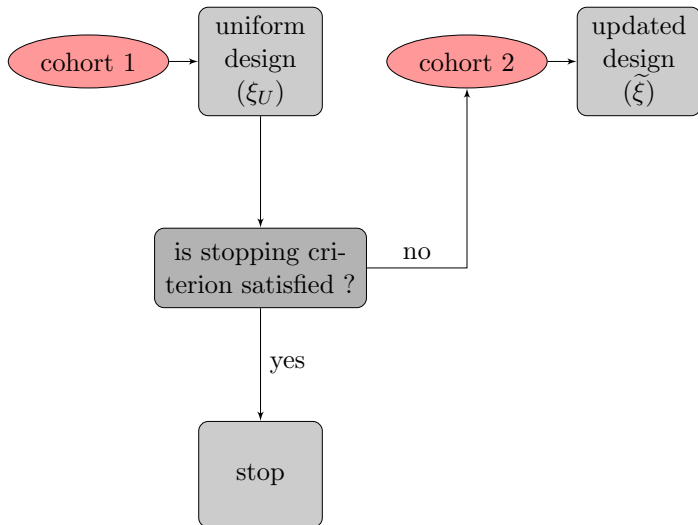 cohort 1
uniform
design
(ξ_U)
cohort 2
updated
design
(ξ̃)
is stopping cri-
terion satisfied ?
no
yes
stop